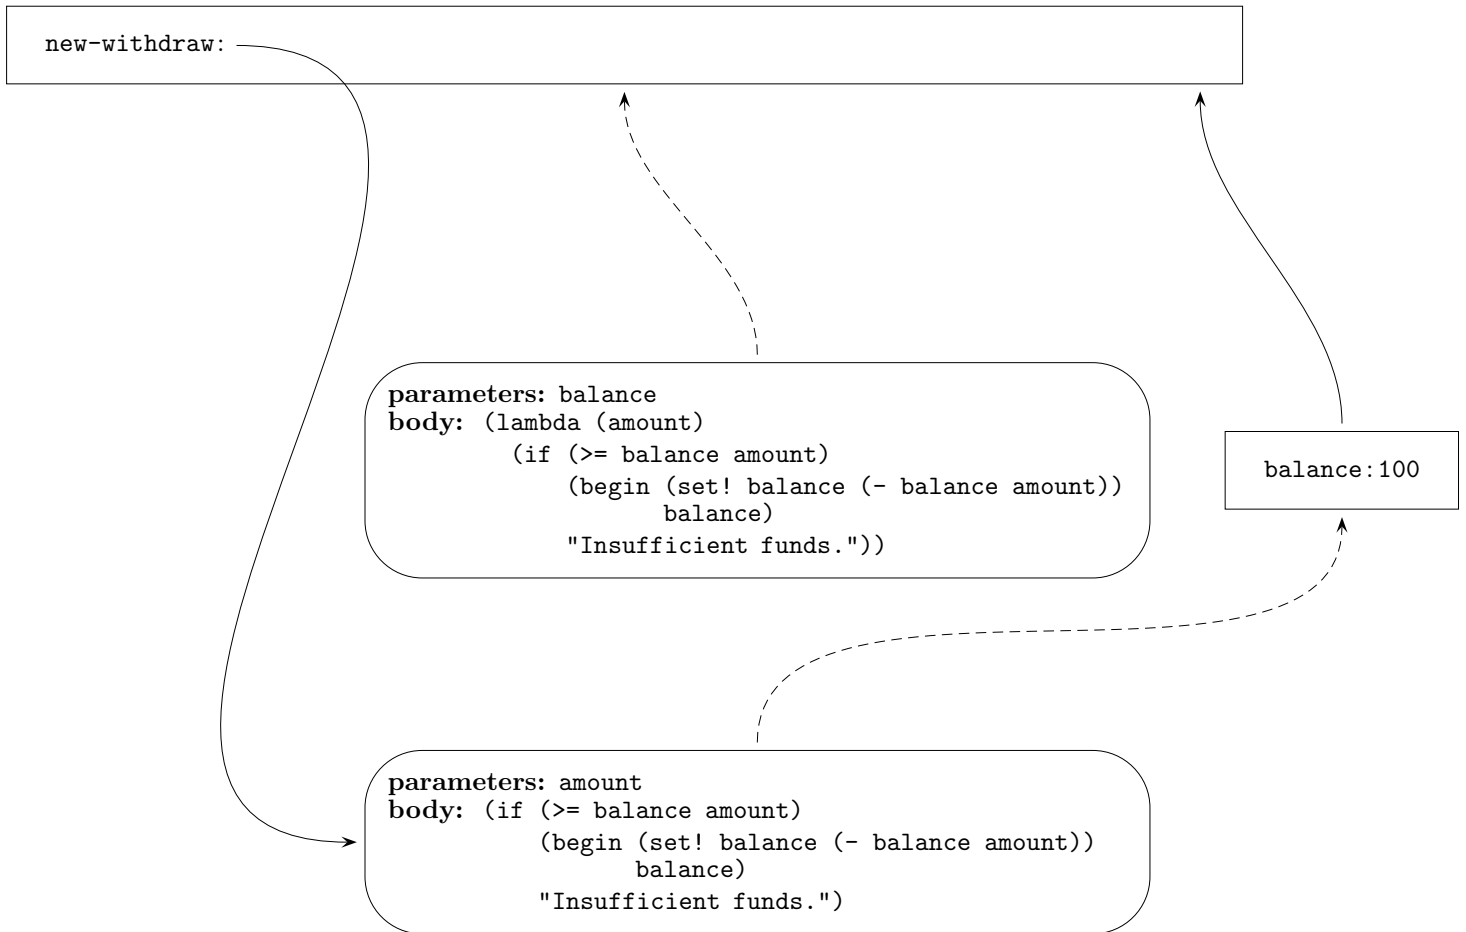 new-withdraw:
parameters: balance
body: (lambda (amount)
(if (>= balance amount)
(begin (set! balance (- balance amount))
balance)
"Insufficient funds."))
balance:100
parameters: amount
body: (if (>= balance amount)
(begin (set! balance (- balance amount))
balance)
"Insufficient funds.")